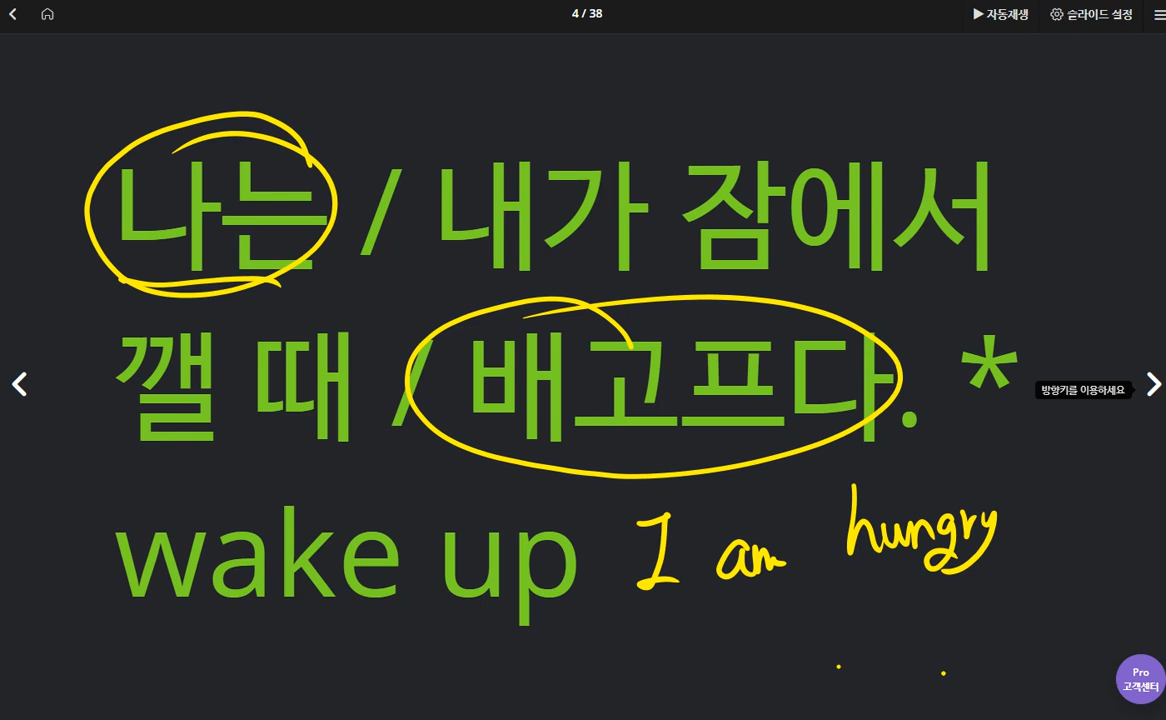 4 / 38
▶ 자동재생
슬라이드 설정
나는 / 내가 잠에서
깰 때 / 배고프다. *
방향키를 이용하세요
wake up I am hungry
Pro
고객센터